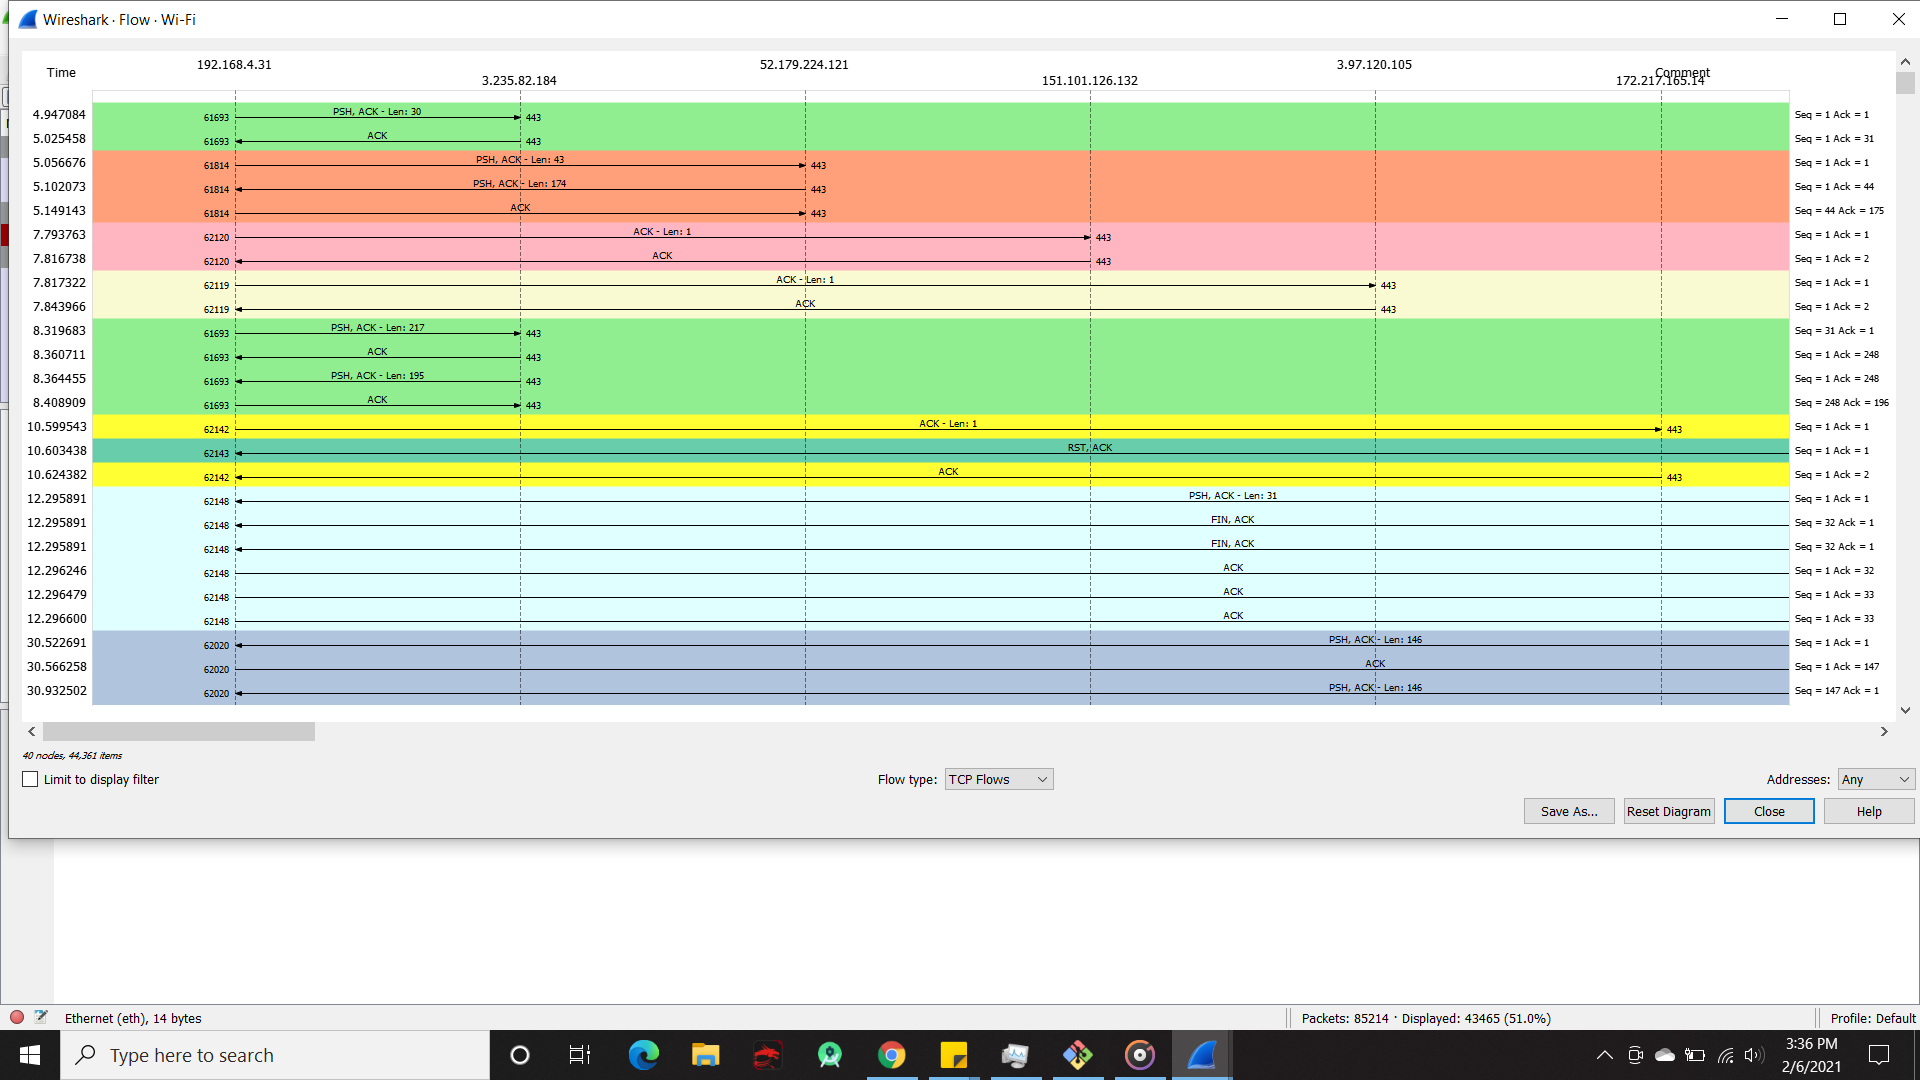 Wireshark · Flow · Wi-Fi
Time 192.168.4.31 3.235.82.184 52.179.224.121 151.101.126.132 3.97.120.105 172.217.165.14 Comment
4.947084 61693 PSH, ACK - Len: 30 443 Seq = 1 Ack = 1
5.025458 61693 ACK 443 Seq = 1 Ack = 31
5.056676 61814 PSH, ACK - Len: 43 443 Seq = 1 Ack = 1
5.102073 61814 PSH, ACK - Len: 174 443 Seq = 1 Ack = 44
5.149143 61814 ACK 443 Seq = 44 Ack = 175
7.793763 62120 ACK - Len: 1 443 Seq = 1 Ack = 1
7.816738 62120 ACK 443 Seq = 1 Ack = 2
7.817322 62119 ACK - Len: 1 443 Seq = 1 Ack = 1
7.843966 62119 ACK 443 Seq = 1 Ack = 2
8.319683 61693 PSH, ACK - Len: 217 443 Seq = 31 Ack = 1
8.360711 61693 ACK 443 Seq = 1 Ack = 248
8.364455 61693 PSH, ACK - Len: 195 443 Seq = 1 Ack = 248
8.408909 61693 ACK 443 Seq = 248 Ack = 196
10.599543 62142 ACK - Len: 1 443 Seq = 1 Ack = 1
10.603438 62143 RST, ACK Seq = 1 Ack = 1
10.624382 62142 ACK 443 Seq = 1 Ack = 2
12.295891 62148 PSH, ACK - Len: 31 Seq = 1 Ack = 1
12.295891 62148 FIN, ACK Seq = 32 Ack = 1
12.295891 62148 FIN, ACK Seq = 32 Ack = 1
12.296246 62148 ACK Seq = 1 Ack = 32
12.296479 62148 ACK Seq = 1 Ack = 33
12.296600 62148 ACK Seq = 1 Ack = 33
30.522691 62020 PSH, ACK - Len: 146 Seq = 1 Ack = 1
30.566258 62020 ACK Seq = 1 Ack = 147
30.932502 62020 PSH, ACK - Len: 146 Seq = 147 Ack = 1
40 nodes, 44,361 items
Limit to display filter Flow type: TCP Flows Addresses: Any
Save As... Reset Diagram Close Help
Ethernet (eth), 14 bytes Packets: 85214 · Displayed: 43465 (51.0%) Profile: Default
Type here to search 3:36 PM
2/6/2021